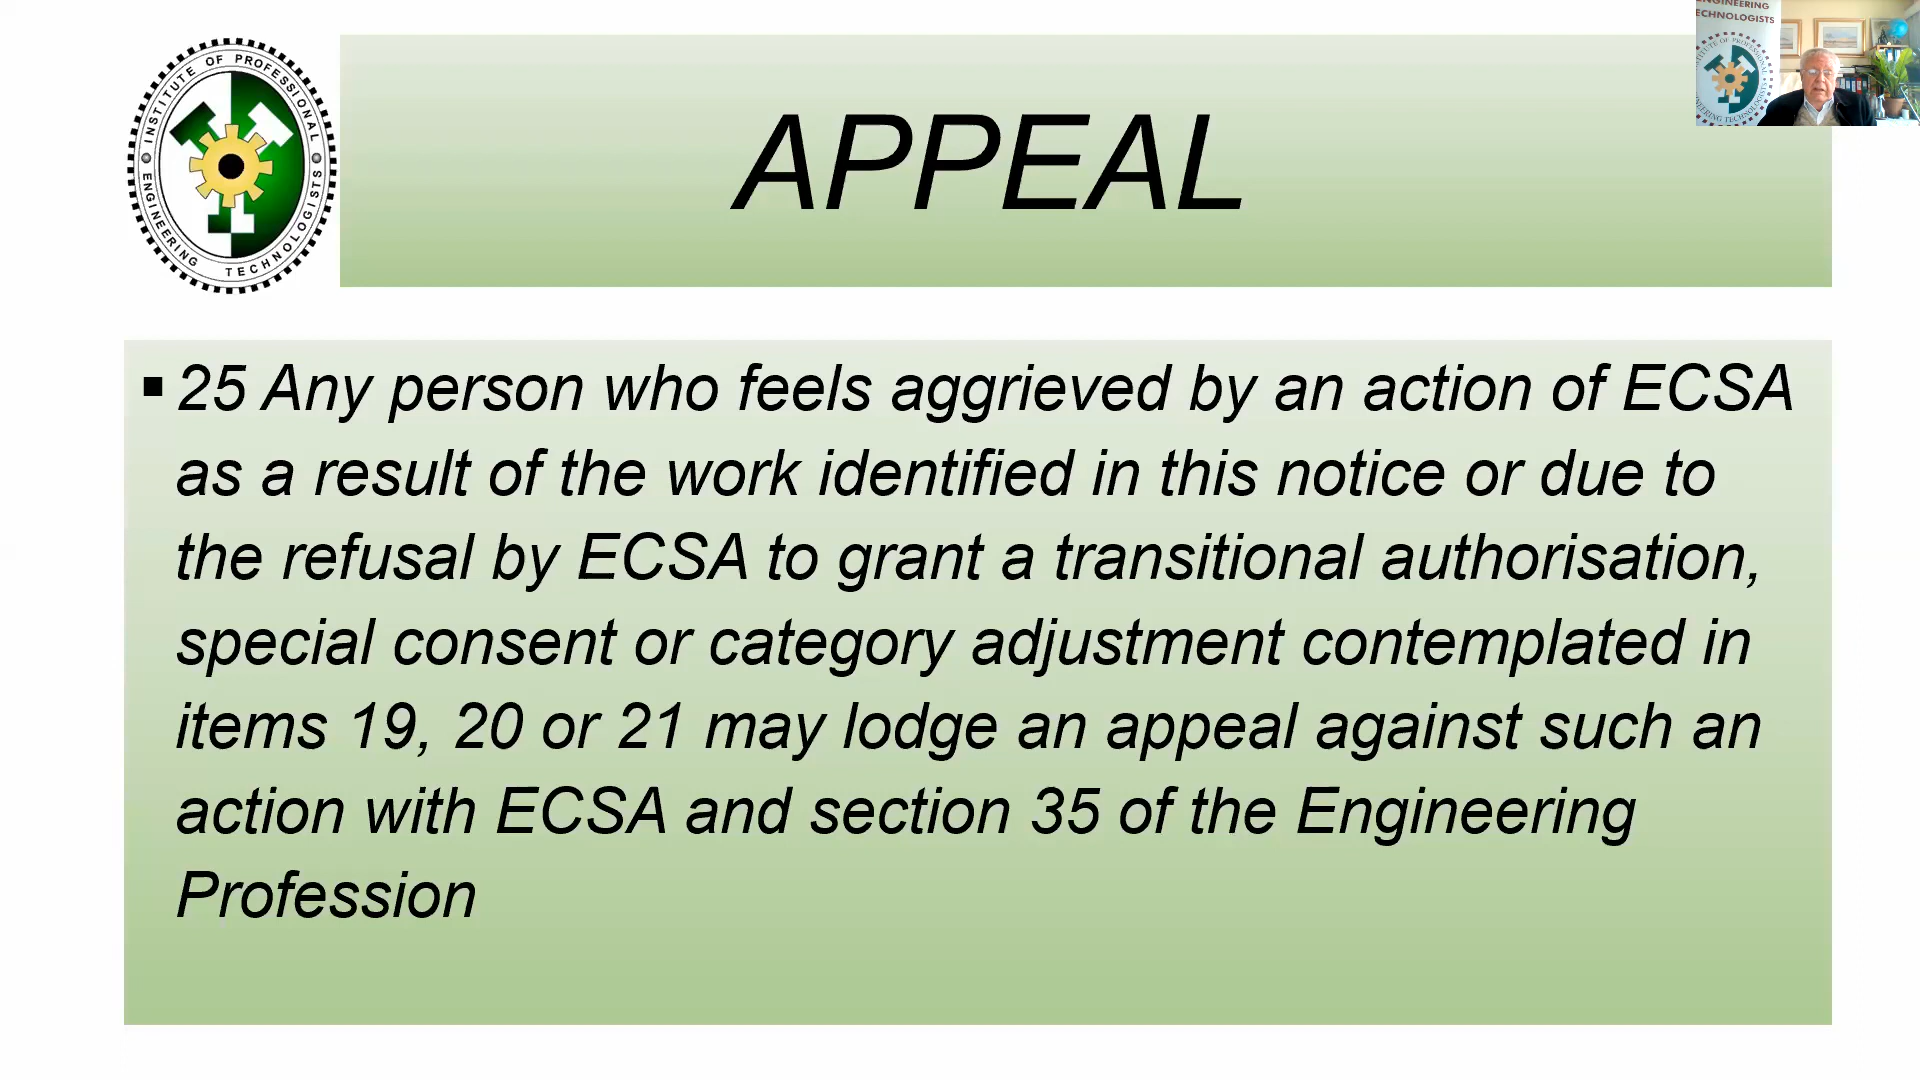 INSTITUTE OF PROFESSIONAL
ENGINEERING TECHNOLOGISTS
APPEAL
ENGINEERING
TECHNOLOGISTS
▪ 25 Any person who feels aggrieved by an action of ECSA
as a result of the work identified in this notice or due to
the refusal by ECSA to grant a transitional authorisation,
special consent or category adjustment contemplated in
items 19, 20 or 21 may lodge an appeal against such an
action with ECSA and section 35 of the Engineering
Profession